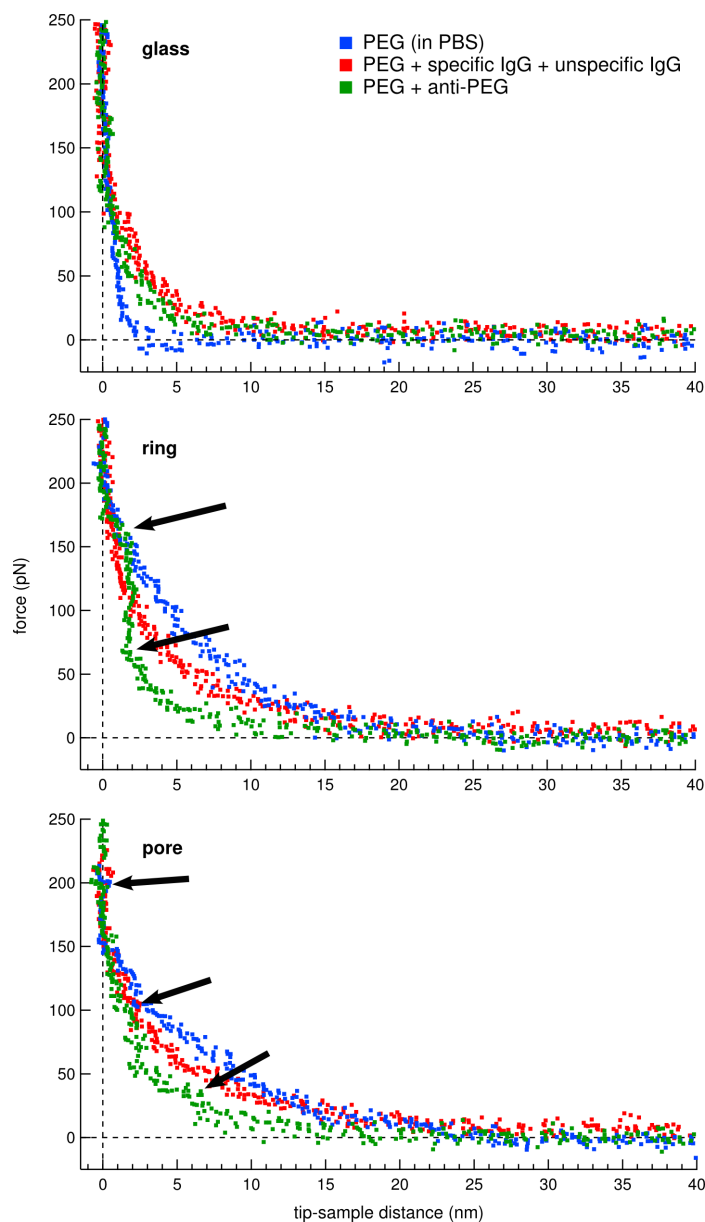 glass
PEG (in PBS)
PEG + specific IgG + unspecific IgG
PEG + anti-PEG
250
200
150
100
50
0
0 5 10 15 20 25 30 35 40
ring
250
200
150
100
50
0
0 5 10 15 20 25 30 35 40
force (pN)
pore
250
200
150
100
50
0
0 5 10 15 20 25 30 35 40
tip-sample distance (nm)